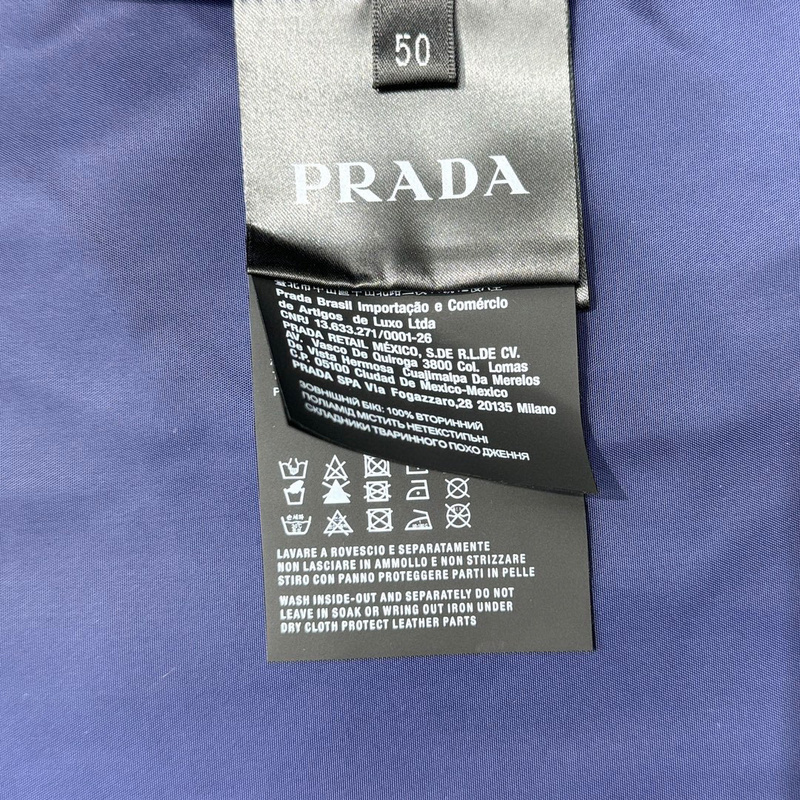 50
PRADA
Prada Brasil Importação e Comércio
de Artigos de Luxo Ltda
CNPJ 13.633.271/0001-26
PRADA RETAIL MÉXICO, S.DE R.L.DE CV.
AV. Vasco De Quiroga 3800 Col. Lomas
De Vista Hermosa Cuajimalpa Da Merelos
C.P. 05100 Ciudad De Mexico-Mexico
PRADA SPA Via Fogazzaro,28 20135 Milano
ЗОВНІШНІЙ БІК: 100% ВТОРИННИЙ
ПОЛІАМІД МІСТИТЬ НЕТЕКСТИЛЬНІ
СКЛАДНИКИ ТВАРИННОГО ПОХО ДЖЕННЯ
LAVARE A ROVESCIO E SEPARATAMENTE
NON LASCIARE IN AMMOLLO E NON STRIZZARE
STIRO CON PANNO PROTEGGERE PARTI IN PELLE
WASH INSIDE-OUT AND SEPARATELY DO NOT
LEAVE IN SOAK OR WRING OUT IRON UNDER
DRY CLOTH PROTECT LEATHER PARTS